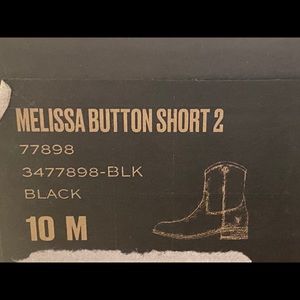 MELISSA BUTTON SHORT 2
77898
3477898-BLK
BLACK
10 M